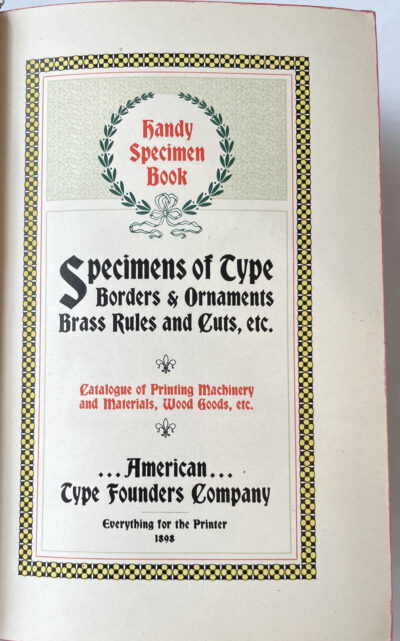 Handy
Specimen
Book
Specimens of Type
Borders & Ornaments
Brass Rules and Cuts, etc.
Catalogue of Printing Machinery
and Materials, Wood Goods, etc.
...American...
Type Founders Company
Everything for the Printer
1898